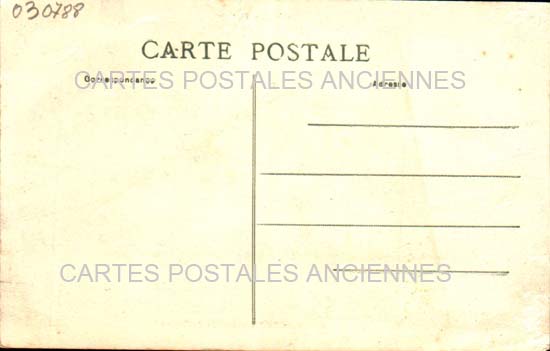 030788
CARTE POSTALE
Correspondance
CARTES POSTALES ANCIENNES
Adresse
CARTES POSTALES ANCIENNES